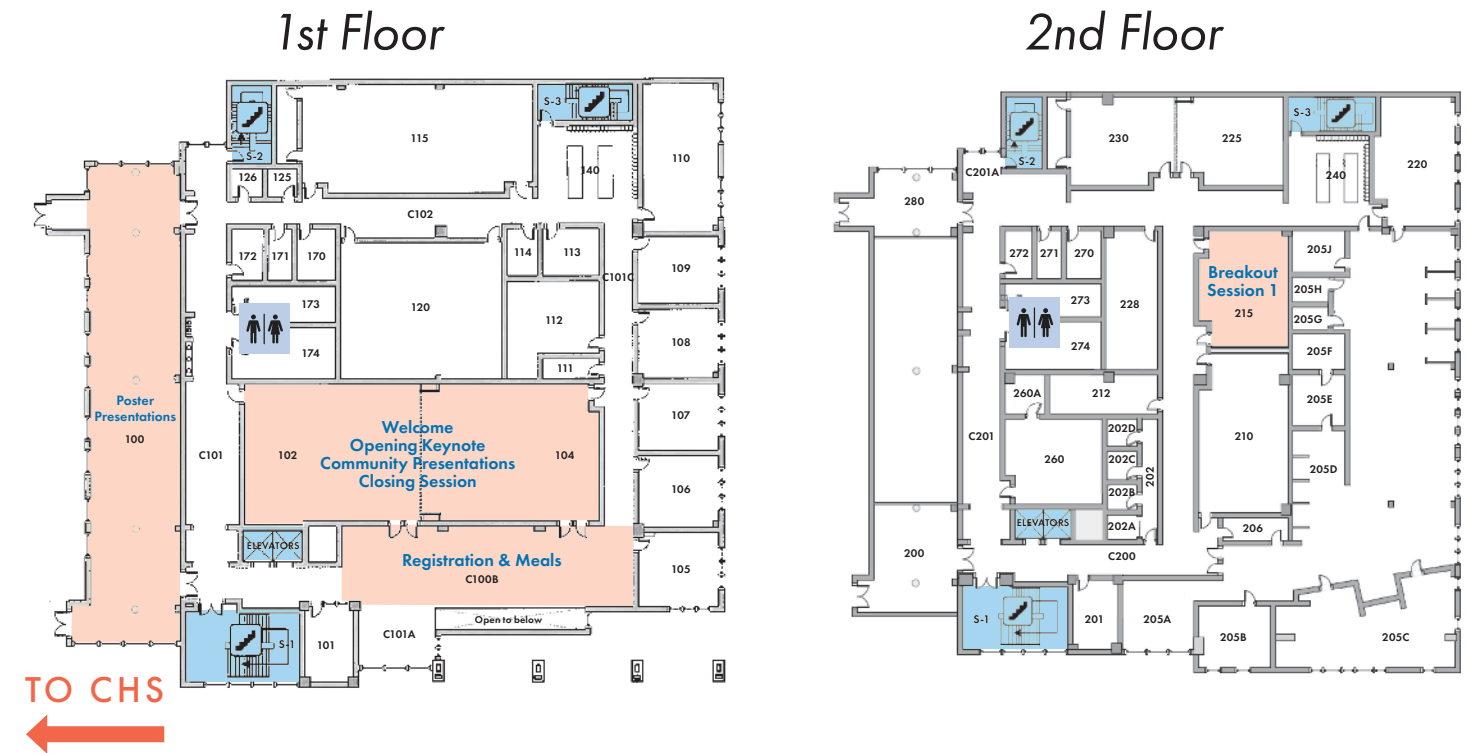 1st Floor
2nd Floor
S-2
S-3
115
140
110
126
125
C102
172
171
170
114
113
C101C
109
173
120
112
108
174
111
Poster
Presentations
100
C101
102
Welcome
Opening Keynote
Community Presentations
Closing Session
104
107
106
ELEVATORS
Registration & Meals
C100B
105
S-1
101
C101A
Open to below
TO CHS
S-2
S-3
230
225
220
C201A
240
280
272
271
270
228
Breakout
Session 1
215
205J
205H
205G
273
274
205F
260A
212
205E
C201
260
202D
202C
202B
202A
202
210
205D
ELEVATORS
206
200
C200
S-1
201
205A
205B
205C